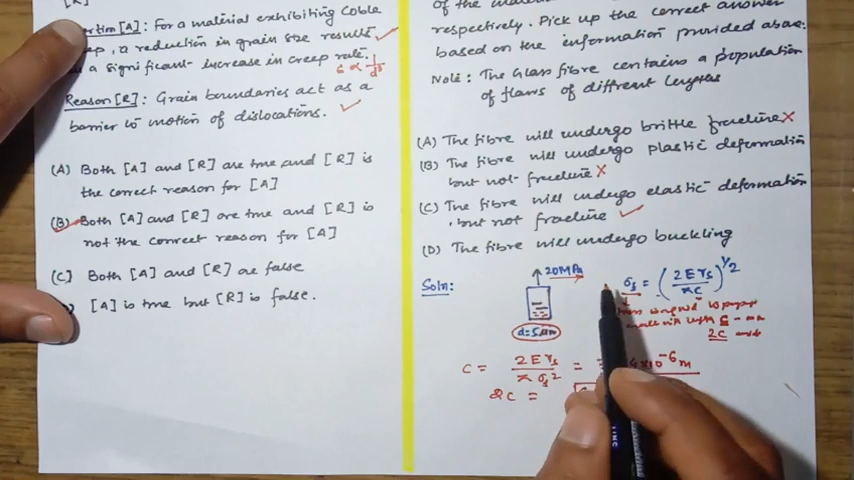 [A]: For a material exhibiting Coble
, a reduction in grain size results
a significant increase in creep rate.
Reason [R]: Grain boundaries act as a
barrier to motion of dislocations.
(A) Both [A] and [R] are true and [R] is
the correct reason for [A]
(B) Both [A] and [R] are true and [R] is
not the correct reason for [A]
(C) Both [A] and [R] are false
[A] is true but [R] is false.
respectively. Pick up the correct answer
based on the information provided above.
Note: The Glass fibre contains a population
of flaws of different lengths
(A) The fibre will undergo brittle fracture X
(B) The fibre will undergo plastic deformation
but not fracture X
(C) The fibre will undergo elastic deformation
but not fracture
(D) The fibre will undergo buckling
Soln:
20 MPa
d=5μm
σf = (2Eγs/πc)^1/2
2c
c = 2Eγs/πσf² =
x10^-6 m
2c =